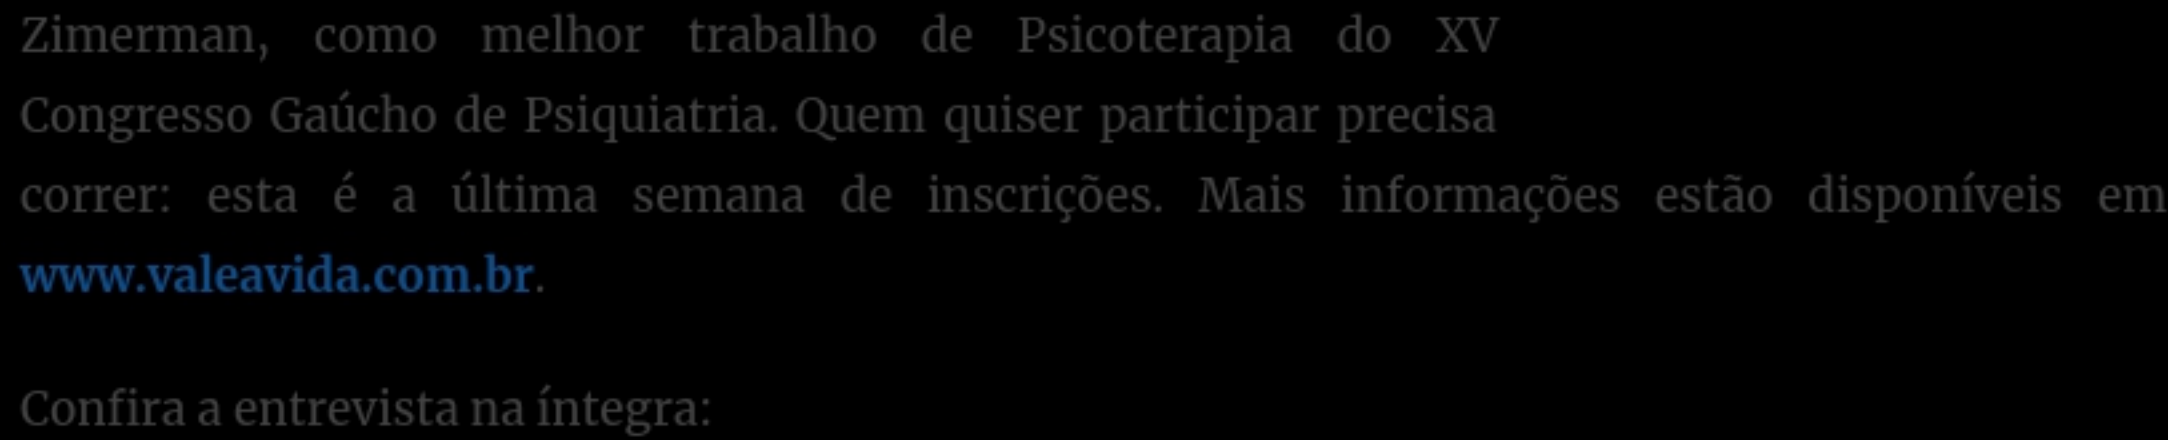 Zimerman, como melhor trabalho de Psicoterapia do XV
Congresso Gaúcho de Psiquiatria. Quem quiser participar precisa
correr: esta é a última semana de inscrições. Mais informações estão disponíveis em
www.valeavida.com.br.
Confira a entrevista na íntegra: